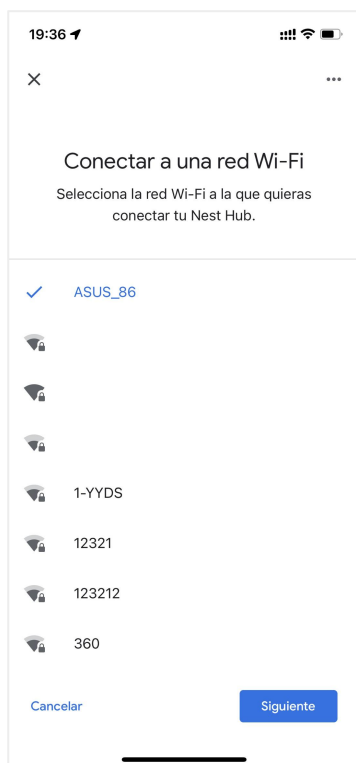 19:36
Conectar a una red Wi-Fi
Selecciona la red Wi-Fi a la que quieras
conectar tu Nest Hub.
ASUS_86
1-YYDS
12321
123212
360
Cancelar
Siguiente